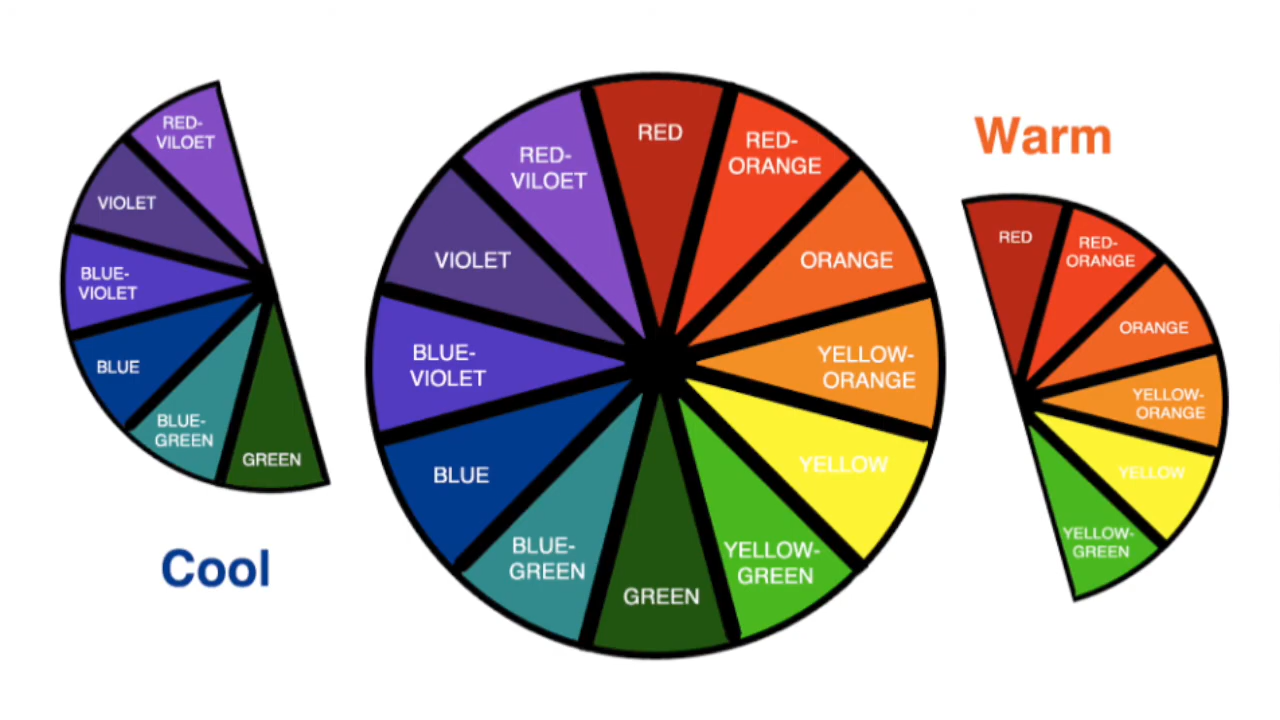 RED-
VILOET
VIOLET
BLUE-
VIOLET
BLUE
BLUE-
GREEN
GREEN
Cool
RED
RED-
ORANGE
ORANGE
YELLOW-
ORANGE
YELLOW
YELLOW-
GREEN
GREEN
BLUE-
GREEN
BLUE
BLUE-
VIOLET
VIOLET
RED-
VILOET
Warm
RED
RED-
ORANGE
ORANGE
YELLOW-
ORANGE
YELLOW
YELLOW-
GREEN